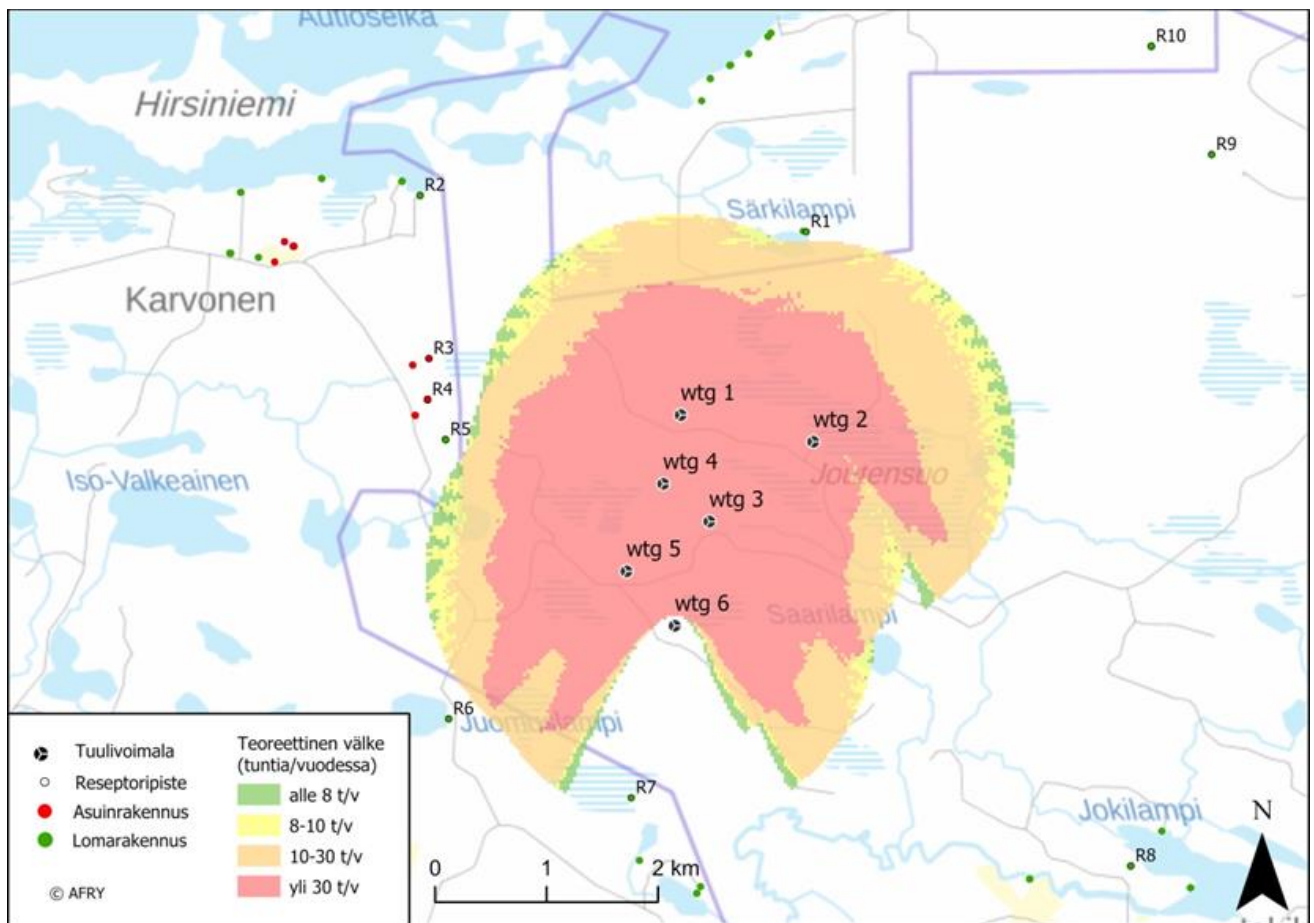 Autioselkä
R10
Hirsiniemi
R9
R2
Särkilampi
R1
Karvonen
R3
wtg 1
R4
wtg 2
R5
wtg 4
Joutensuo
Iso-Valkeainen
wtg 3
wtg 5
wtg 6
Saarilampi
R6
R7
Jokilampi
R8
Tuulivoimala
Reseptoripiste
Asuinrakennus
Lomarakennus
© AFRY
Teoreettinen välke
(tuntia/vuodessa)
alle 8 t/v
8-10 t/v
10-30 t/v
yli 30 t/v
0 1 2 km
N